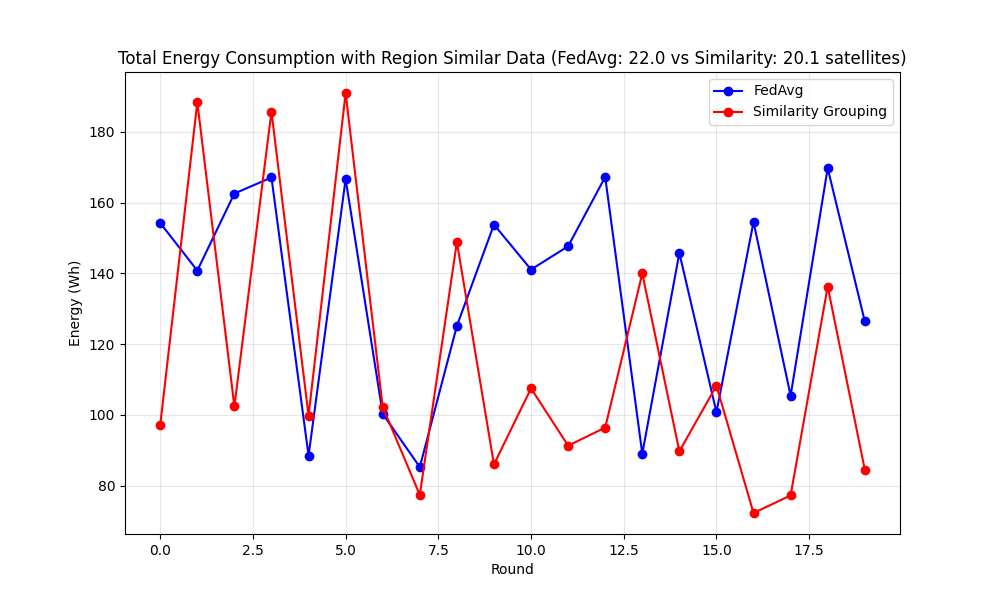 Total Energy Consumption with Region Similar Data (FedAvg: 22.0 vs Similarity: 20.1 satellites)
FedAvg
Similarity Grouping
Energy (Wh)
180
160
140
120
100
80
0.0 2.5 5.0 7.5 10.0 12.5 15.0 17.5
Round